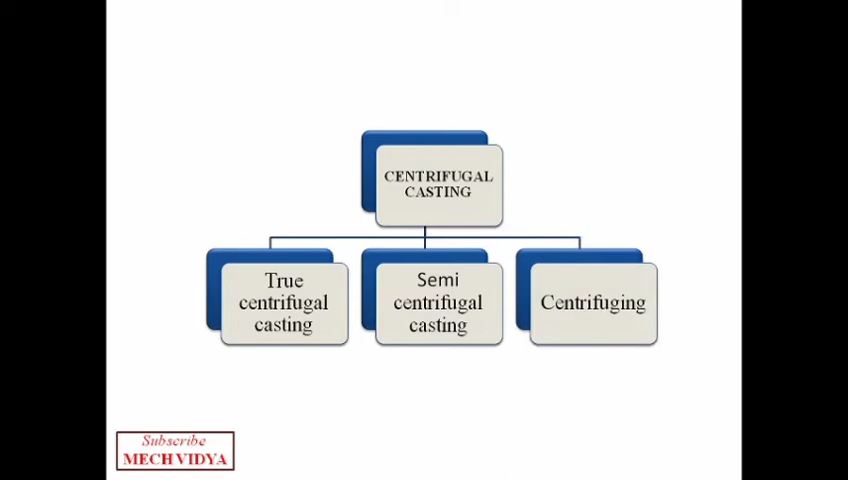 CENTRIFUGAL
CASTING
True
centrifugal
casting
Semi
centrifugal
casting
Centrifuging
Subscribe
MECH VIDYA